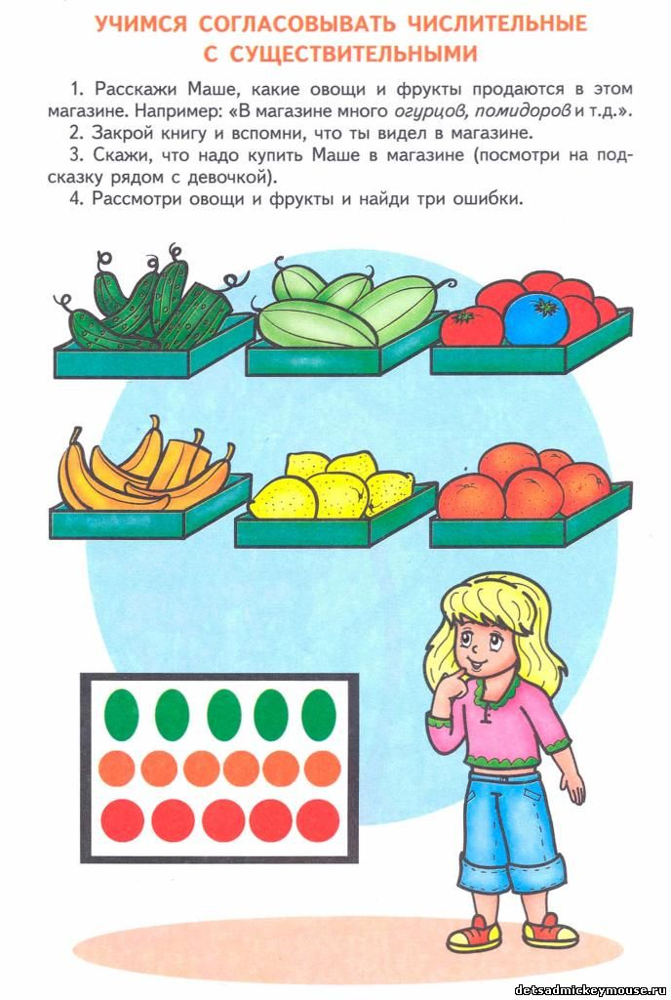 УЧИМСЯ СОГЛАСОВЫВАТЬ ЧИСЛИТЕЛЬНЫЕ
С СУЩЕСТВИТЕЛЬНЫМИ
1. Расскажи Маше, какие овощи и фрукты продаются в этом
магазине. Например: «В магазине много огурцов, помидоров и т.д.».
2. Закрой книгу и вспомни, что ты видел в магазине.
3. Скажи, что надо купить Маше в магазине (посмотри на под-
сказку рядом с девочкой).
4. Рассмотри овощи и фрукты и найди три ошибки.
detsadmickeymouse.ru